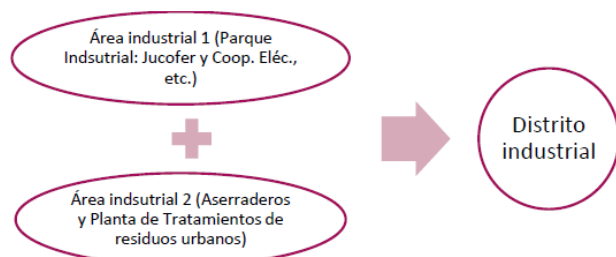 Área industrial 1 (Parque
Indsutrial: Jucofer y Coop. Eléc.,
etc.)
Área indsutrial 2 (Aserraderos
y Planta de Tratamientos de
residuos urbanos)
Distrito
industrial